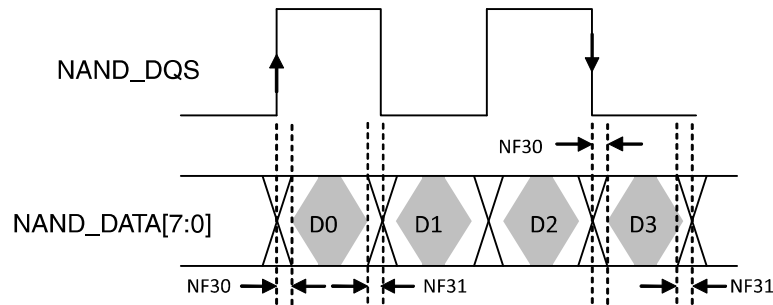 NAND_DQS
NF30
NAND_DATA[7:0]
D0
D1
D2
D3
NF30
NF31
NF31